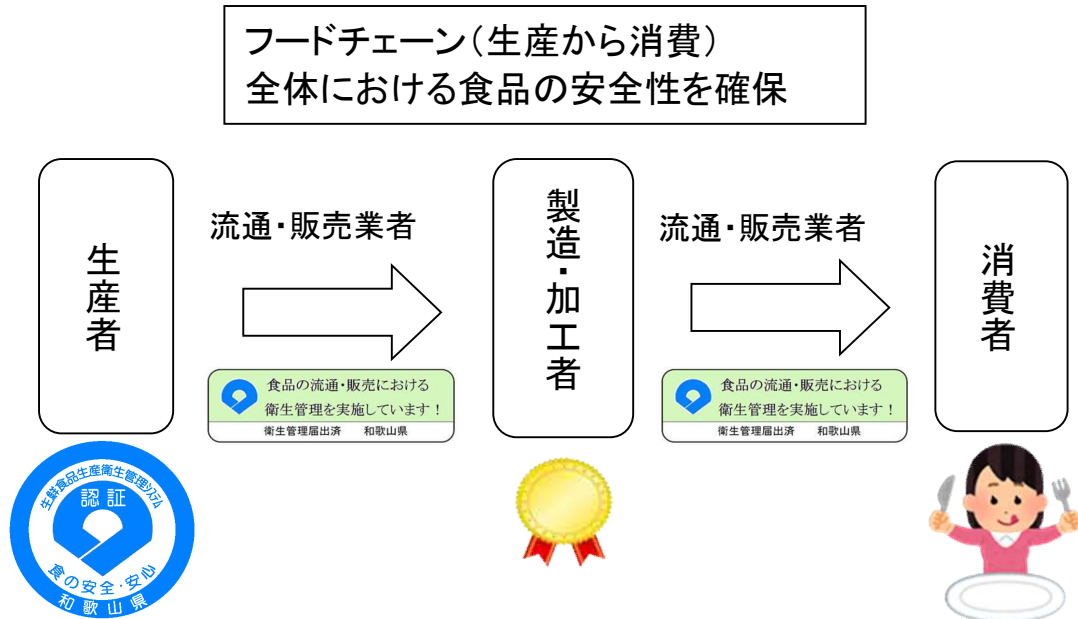 フードチェーン（生産から消費）
全体における食品の安全性を確保
生産者
流通・販売業者
食品の流通・販売における
衛生管理を実施しています！
衛生管理届出済 和歌山県
製造・加工者
流通・販売業者
食品の流通・販売における
衛生管理を実施しています！
衛生管理届出済 和歌山県
消費者
生鮮食品生産衛生管理システム
認証
食の安全・安心
和歌山県